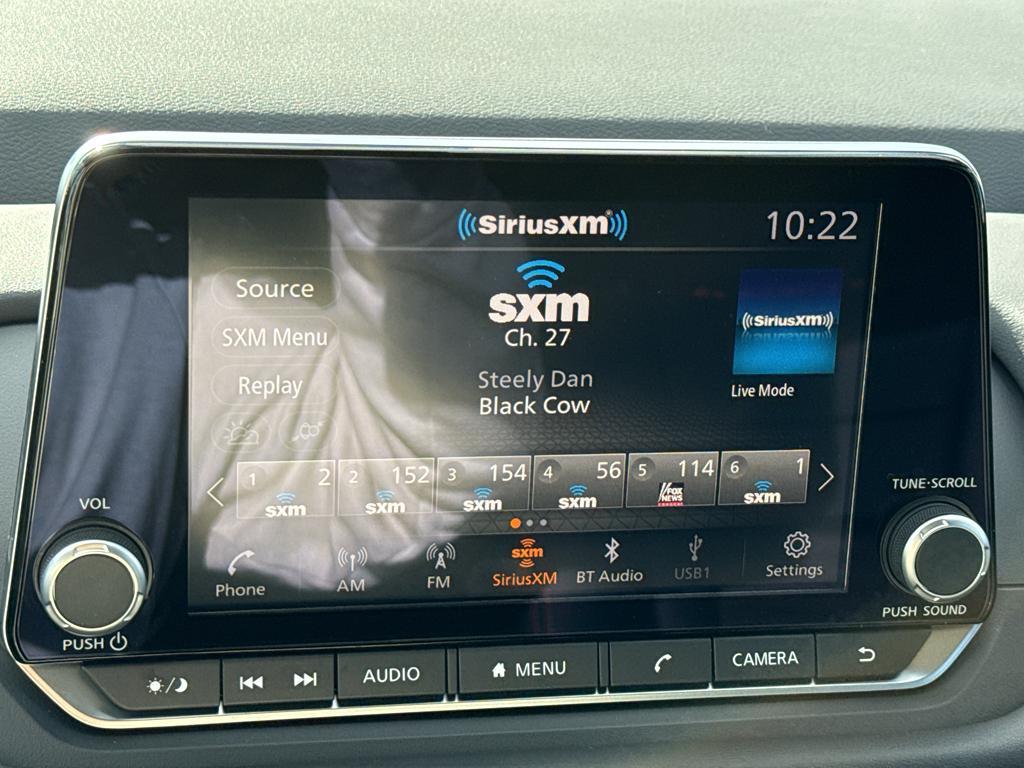 SiriusXM
10:22
Source
sxm
SXM Menu
Ch. 27
SiriusXM
Replay
Steely Dan
Live Mode
Black Cow
1 2 sxm
2 152 sxm
3 154 sxm
4 56 sxm
5 114 FOX NEWS
6 1 sxm
VOL
TUNE·SCROLL
Phone
AM
FM
sxm
SiriusXM
BT Audio
USB1
Settings
PUSH
PUSH SOUND
AUDIO
MENU
CAMERA